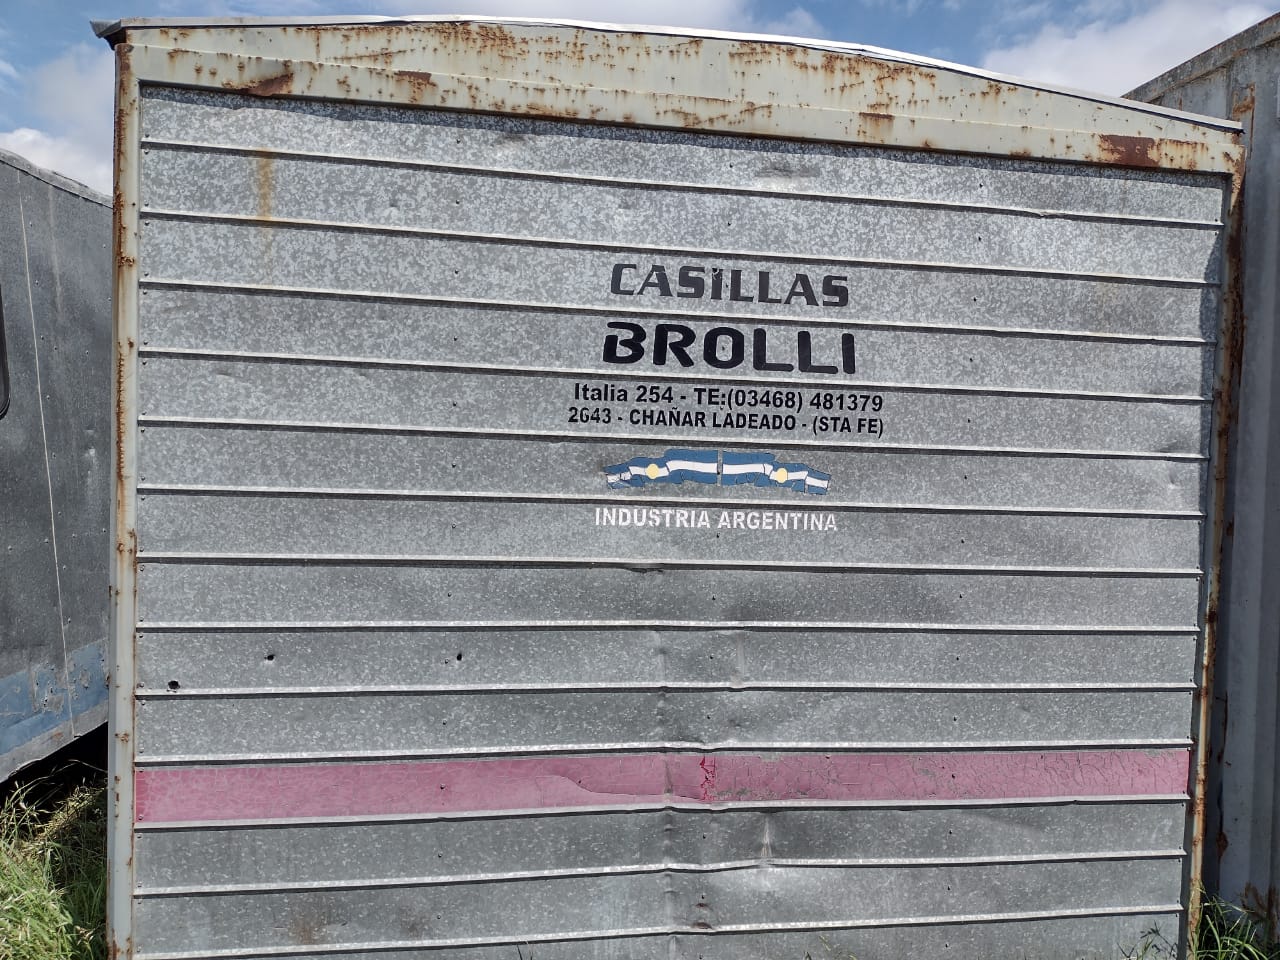 CASILLAS
BROLLI
Italia 254 - TE:(03468) 481379
2643 - CHAÑAR LADEADO - (STA FE)
INDUSTRIA ARGENTINA